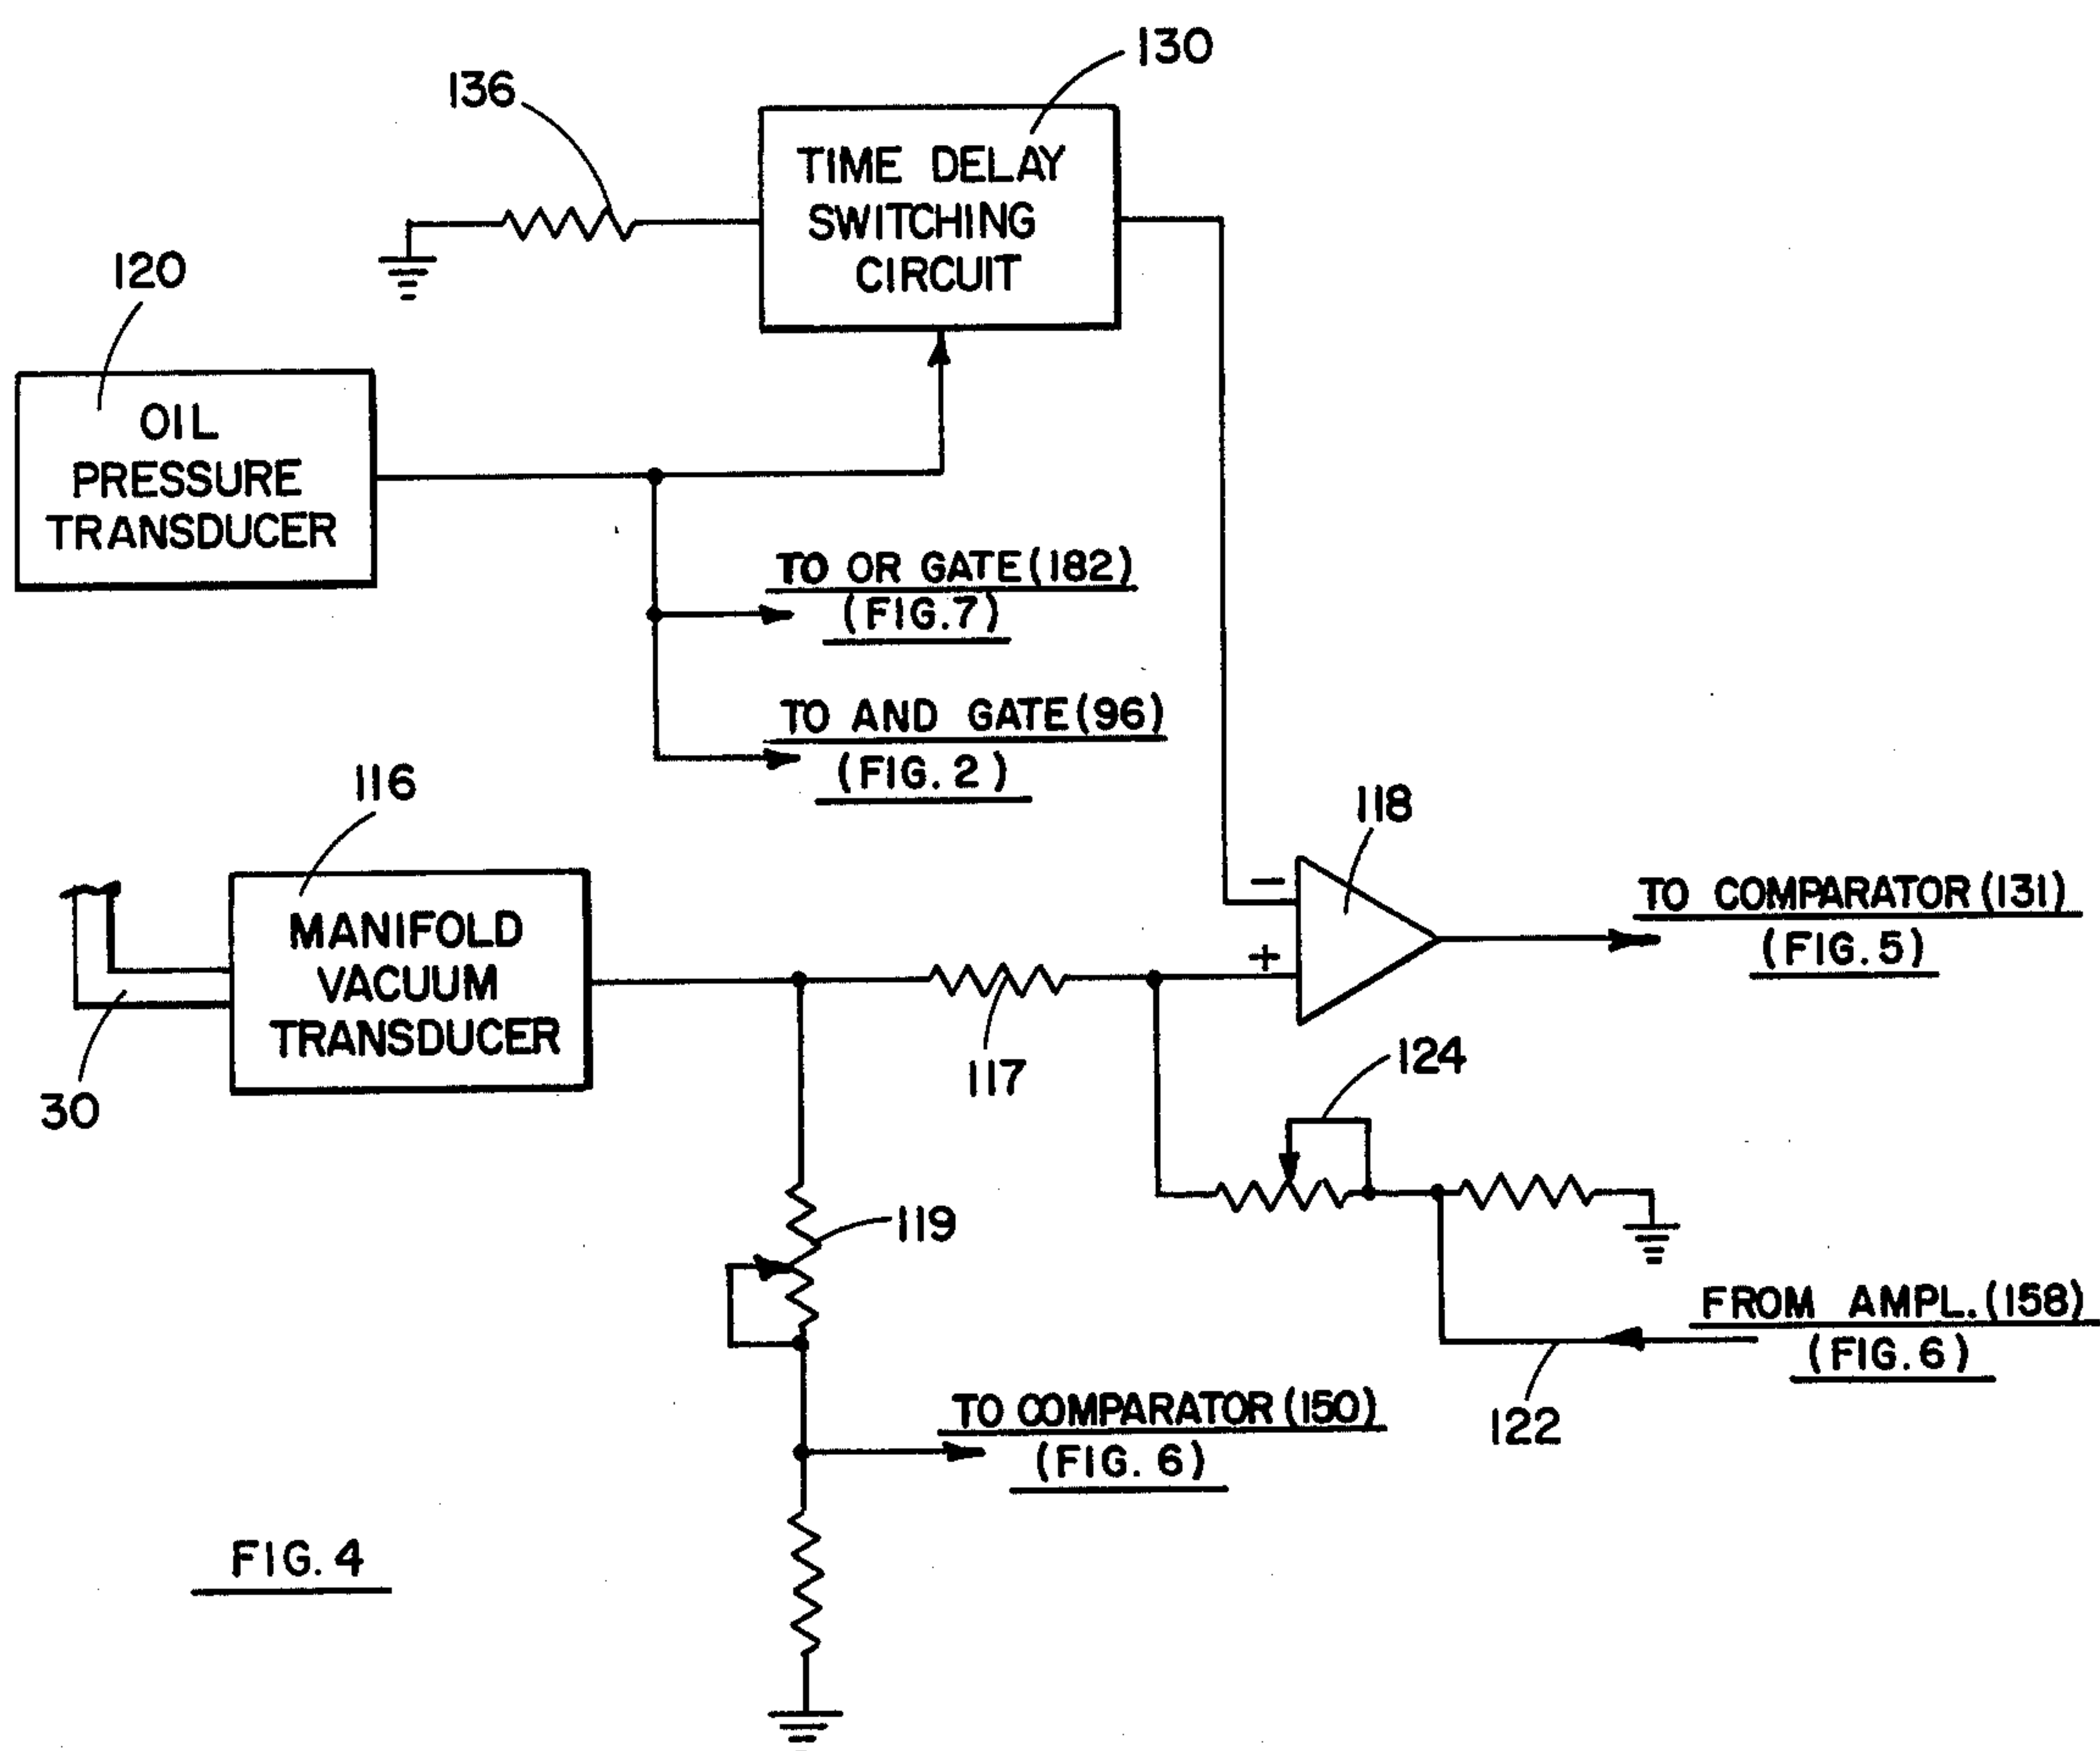 130
136
TIME DELAY
SWITCHING
CIRCUIT
120
OIL
PRESSURE
TRANSDUCER
TO OR GATE (182)
(FIG. 7)
TO AND GATE (96)
(FIG. 2)
116
118
MANIFOLD
VACUUM
TRANSDUCER
30
117
−
+
TO COMPARATOR (131)
(FIG. 5)
124
119
FROM AMPL. (158)
(FIG. 6)
122
TO COMPARATOR (150)
(FIG. 6)
FIG. 4